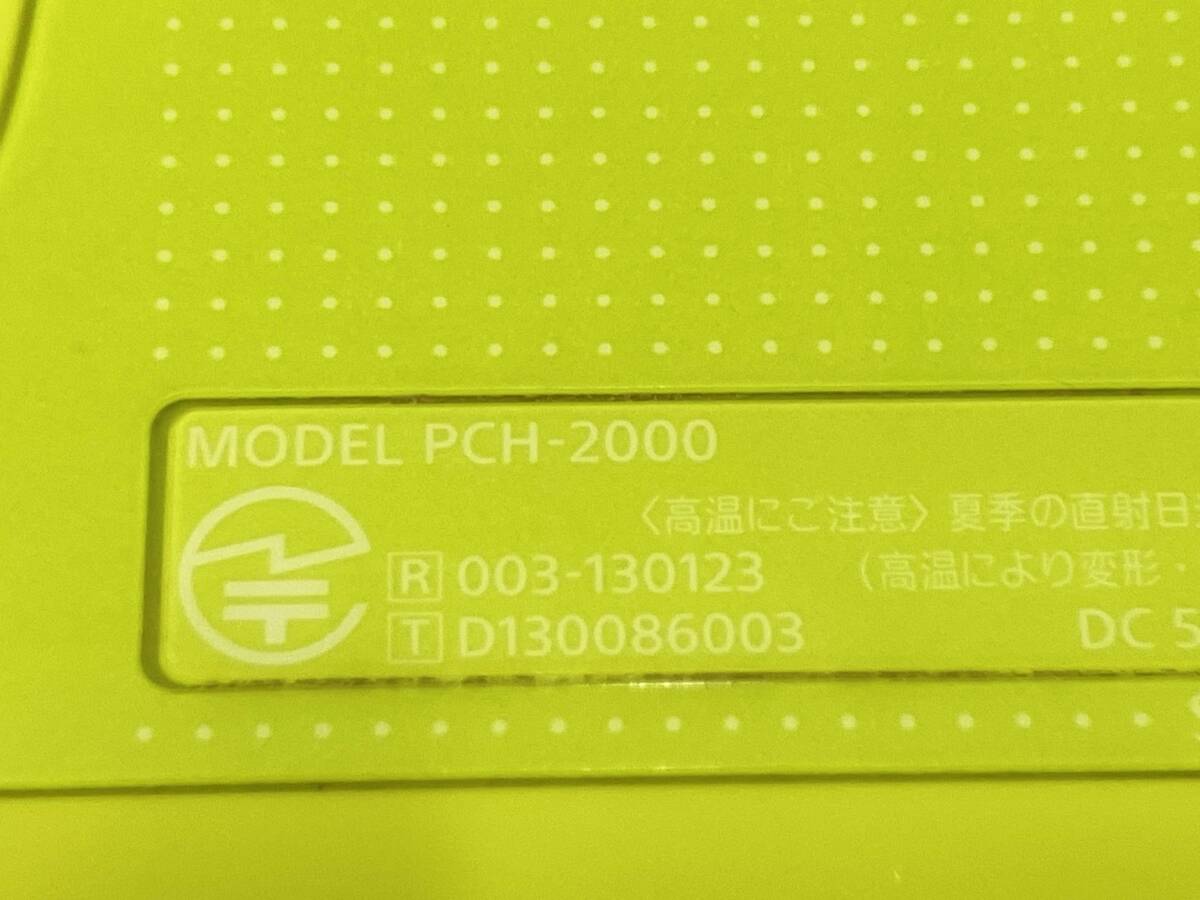 MODEL PCH-2000
〈高温にご注意〉夏季の直射日
R 003-130123
(高温により変形・
T D130086003
DC 5